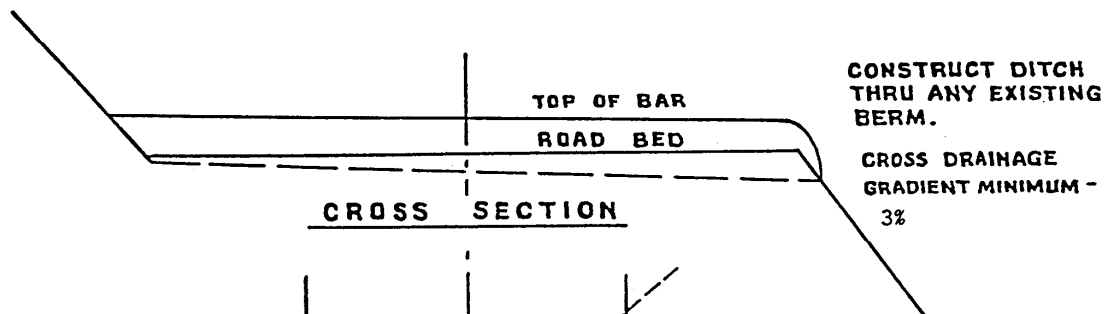 TOP OF BAR
ROAD BED
CROSS SECTION
CONSTRUCT DITCH
THRU ANY EXISTING
BERM.
CROSS DRAINAGE
GRADIENT MINIMUM -
3%